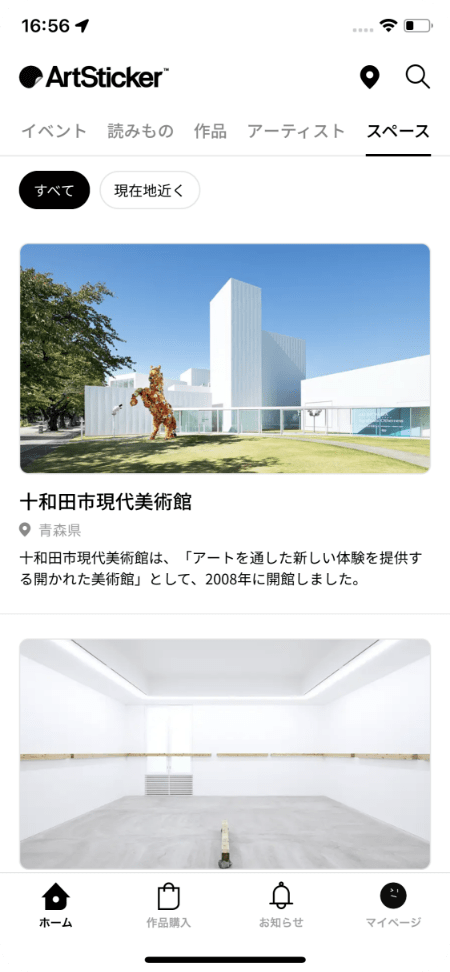 16:56
ArtSticker™
イベント 読みもの 作品 アーティスト スペース
すべて 現在地近く
十和田市現代美術館
青森県
十和田市現代美術館は、「アートを通した新しい体験を提供す
る開かれた美術館」として、2008年に開館しました。
ホーム 作品購入 お知らせ マイページ